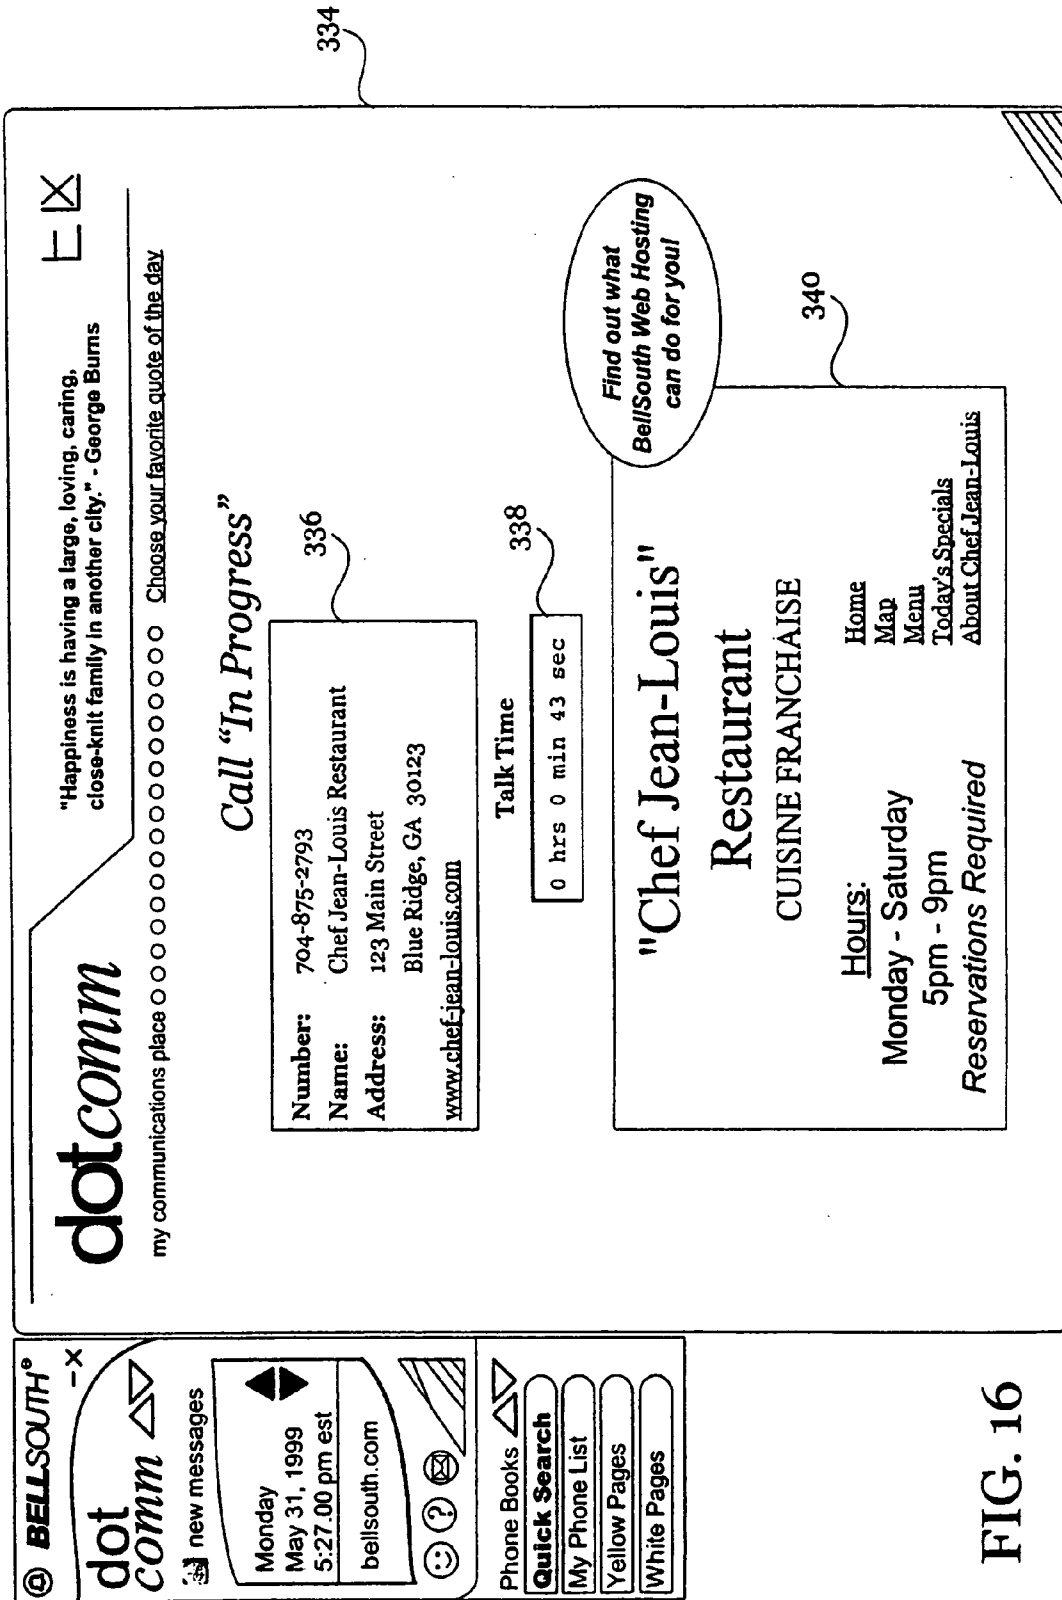 BELLSOUTH®
dot
comm
new messages
Monday
May 31, 1999
5:27.00 pm est
bellsouth.com
Phone Books
Quick Search
My Phone List
Yellow Pages
White Pages
dotcomm
"Happiness is having a large, loving, caring,
close-knit family in another city." - George Burns
my communications place Choose your favorite quote of the day
334
Call “In Progress”
336
Number: 704-875-2793
Name: Chef Jean-Louis Restaurant
Address: 123 Main Street
Blue Ridge, GA 30123
www.chef-jean-louis.com
Talk Time
338
0 hrs 0 min 43 sec
Find out what
BellSouth Web Hosting
can do for you!
340
"Chef Jean-Louis"
Restaurant
CUISINE FRANCHAISE
Hours:
Monday - Saturday
5pm - 9pm
Reservations Required
Home
Map
Menu
Today's Specials
About Chef Jean-Louis
FIG. 16